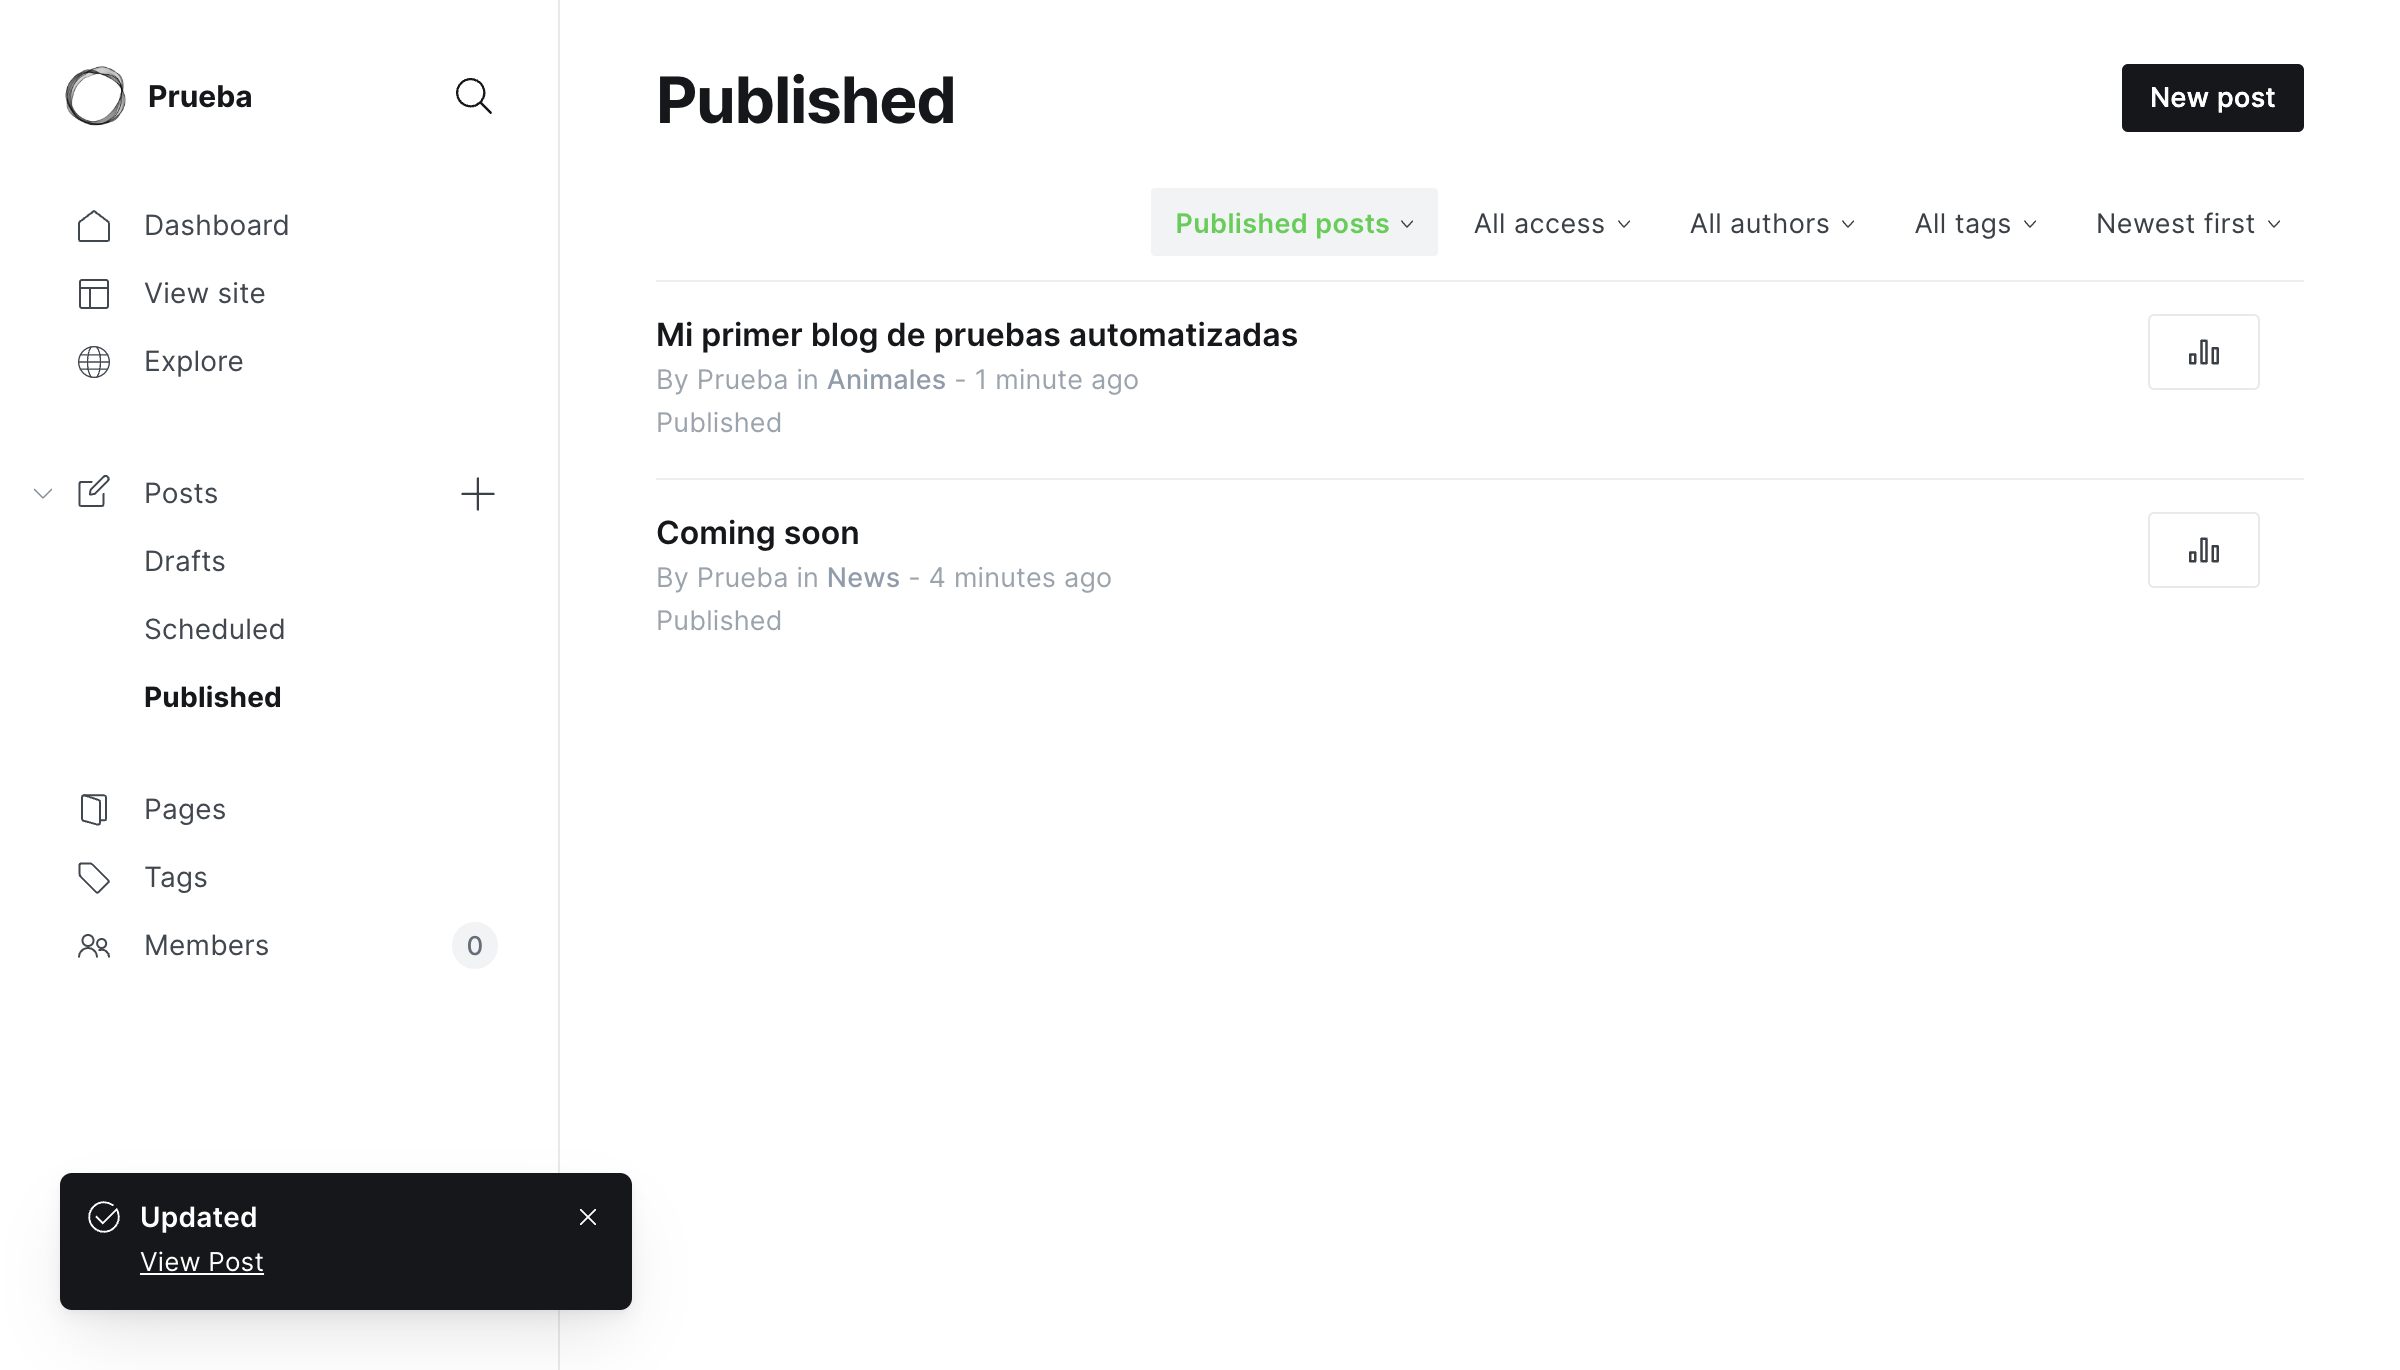 Prueba
Dashboard
View site
Explore
Posts
Drafts
Scheduled
Published
Pages
Tags
Members 0
Published
New post
Published posts All access All authors All tags Newest first
Mi primer blog de pruebas automatizadas
By Prueba in Animales - 1 minute ago
Published
Coming soon
By Prueba in News - 4 minutes ago
Published
Updated
View Post